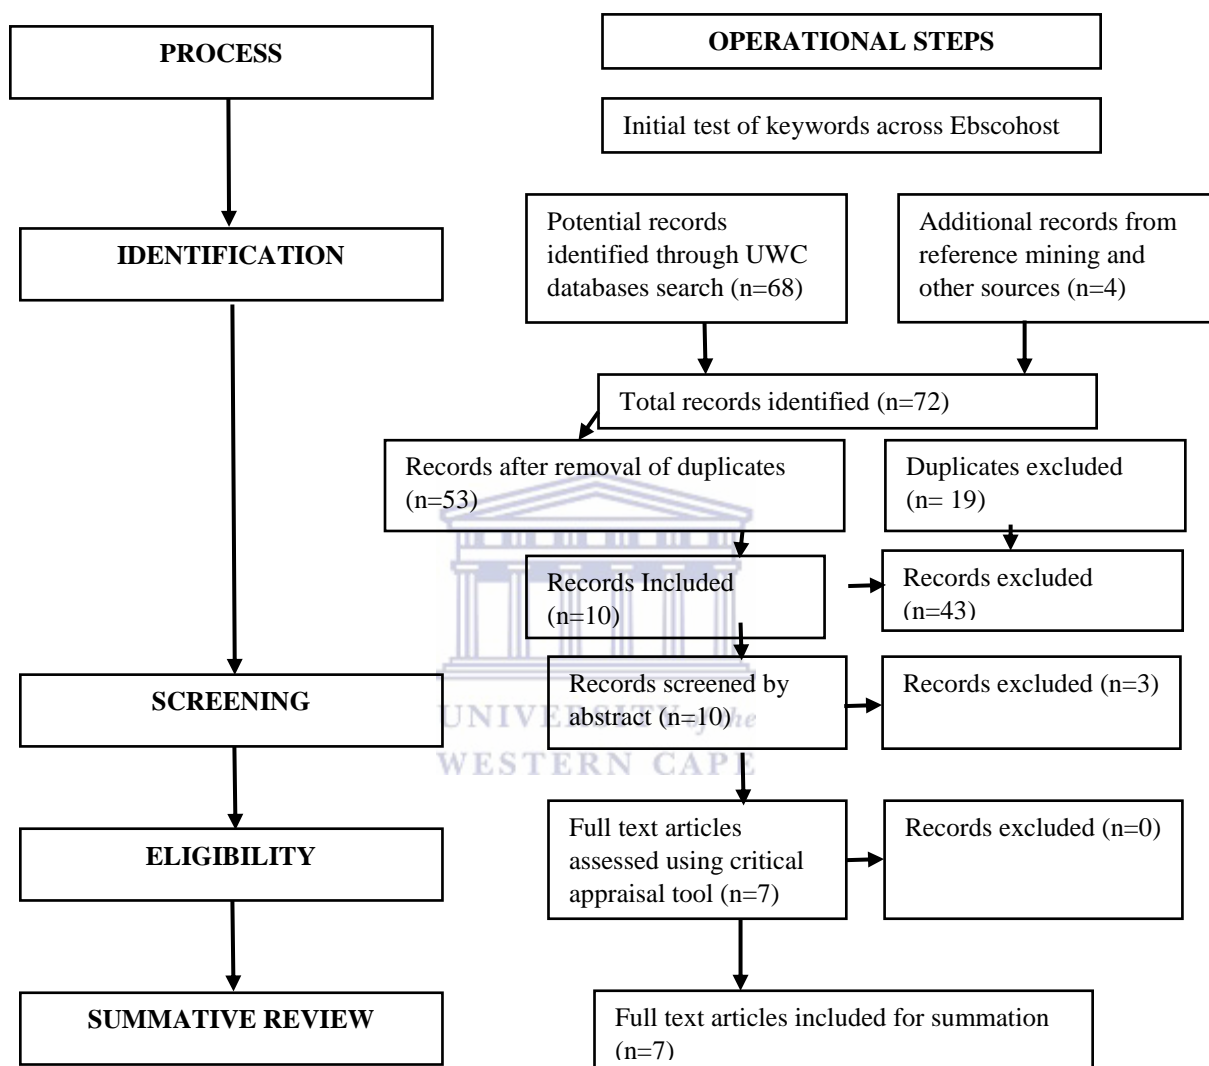 PROCESS
OPERATIONAL STEPS
Initial test of keywords across Ebscohost
IDENTIFICATION
Potential records
identified through UWC
databases search (n=68)
Additional records from
reference mining and
other sources (n=4)
Total records identified (n=72)
Records after removal of duplicates
(n=53)
Duplicates excluded
(n= 19)
Records Included
(n=10)
Records excluded
(n=43)
SCREENING
Records screened by
abstract (n=10)
Records excluded (n=3)
UNIVERSITY of the
WESTERN CAPE
ELIGIBILITY
Full text articles
assessed using critical
appraisal tool (n=7)
Records excluded (n=0)
SUMMATIVE REVIEW
Full text articles included for summation
(n=7)